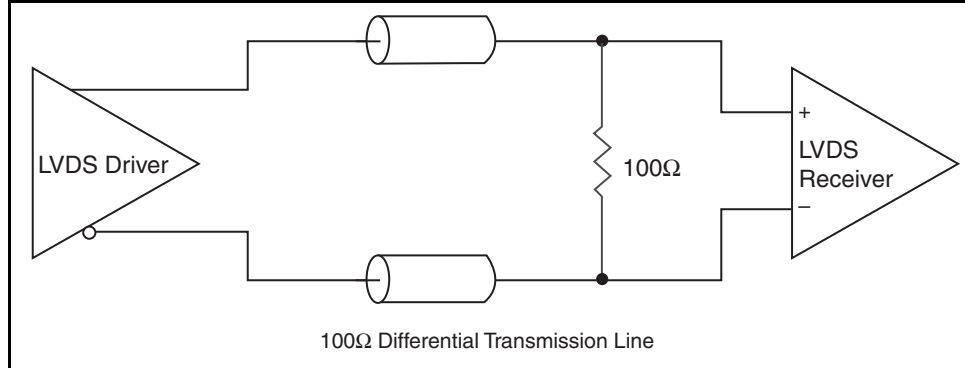 LVDS Driver
100Ω
+
LVDS
Receiver
−
100Ω Differential Transmission Line